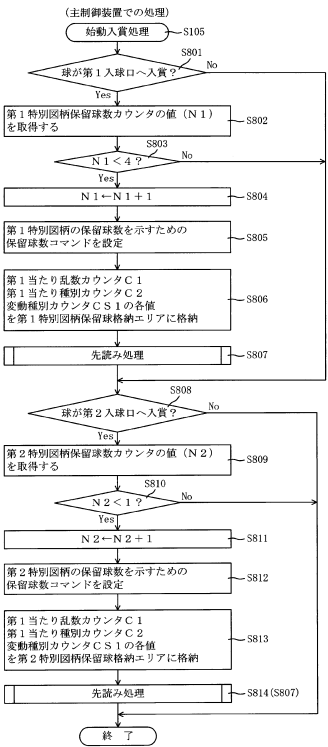 (主制御装置での処理)
始動入賞処理
S105
S801
球が第1入球口へ入賞?
No
Yes
第1特別図柄保留球数カウンタの値(N1)
を取得する
S802
S803
N1<4?
No
Yes
N1←N1+1
S804
第1特別図柄の保留球数を示すための
保留球数コマンドを設定
S805
第1当たり乱数カウンタC1
第1当たり種別カウンタC2
変動種別カウンタCS1の各値
を第1特別図柄保留球格納エリアに格納
S806
先読み処理
S807
S808
球が第2入球口へ入賞?
No
Yes
第2特別図柄保留球数カウンタの値(N2)
を取得する
S809
S810
N2<1?
No
Yes
N2←N2+1
S811
第2特別図柄の保留球数を示すための
保留球数コマンドを設定
S812
第1当たり乱数カウンタC1
第1当たり種別カウンタC2
変動種別カウンタCS1の各値
を第2特別図柄保留球格納エリアに格納
S813
先読み処理
S814(S807)
終了